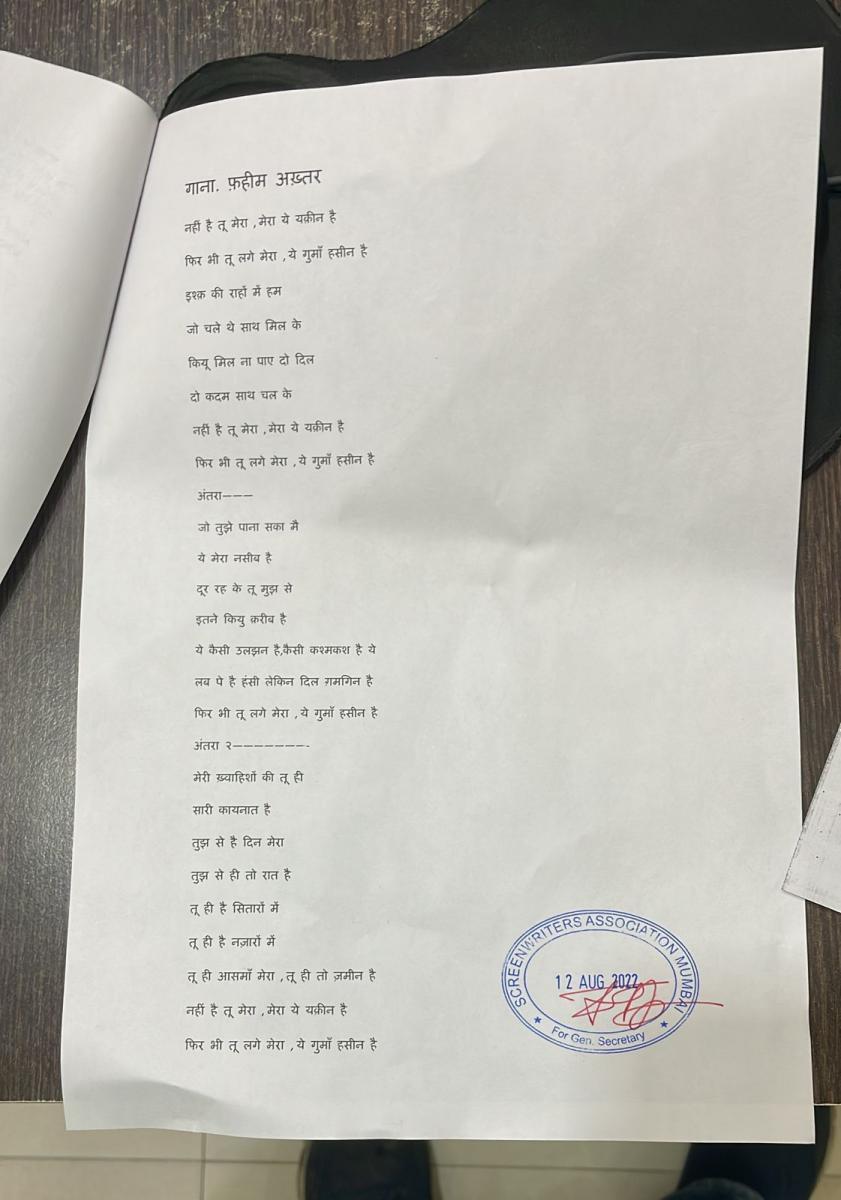 गाना. फ़हीम अख़्तर
नहीं है तू मेरा ,मेरा ये यक़ीन है
फिर भी तू लगे मेरा ,ये गुमाँ हसीन है
इश्क़ की राहों में हम
जो चले थे साथ मिल के
कियू मिल ना पाए दो दिल
दो कदम साथ चल के
नहीं है तू मेरा ,मेरा ये यक़ीन है
फिर भी तू लगे मेरा ,ये गुमाँ हसीन है
अंतरा———
जो तुझे पाना सका मै
ये मेरा नसीब है
दूर रह के तू मुझ से
इतने कियु क़रीब है
ये कैसी उलझन है,कैसी कश्मकश है ये
लब पे है हंसी लेकिन दिल ग़मगिन है
फिर भी तू लगे मेरा ,ये गुमाँ हसीन है
अंतरा २———————-
मेरी ख़्वाहिशों की तू ही
सारी कायनात है
तुझ से है दिन मेरा
तुझ से ही तो रात है
तू ही है सितारों में
तू ही है नज़ारों में
तू ही आसमाँ मेरा ,तू ही तो ज़मीन है
नहीं है तू मेरा ,मेरा ये यक़ीन है
फिर भी तू लगे मेरा ,ये गुमाँ हसीन है
SCREENWRITERS ASSOCIATION MUMBAI
12 AUG 2022
★ For Gen. Secretary ★